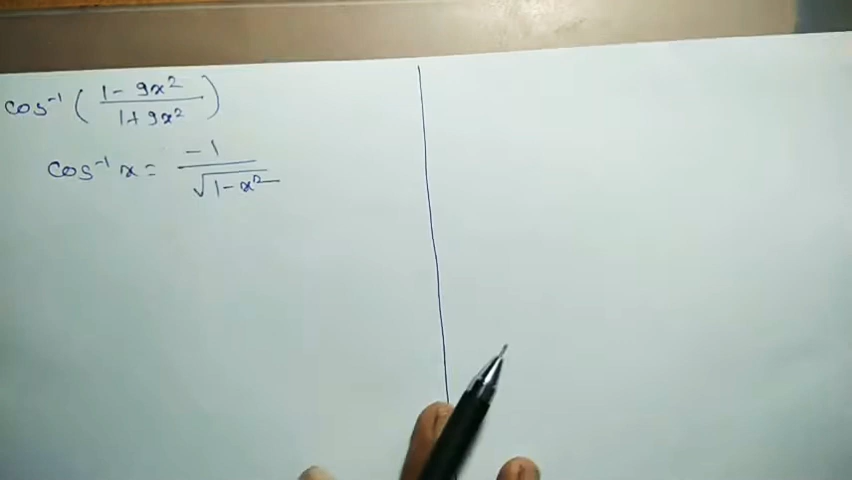 cos⁻¹ ( (1 - 9x²) / (1 + 9x²) )
cos⁻¹ x = -1 / √(1 - x²)